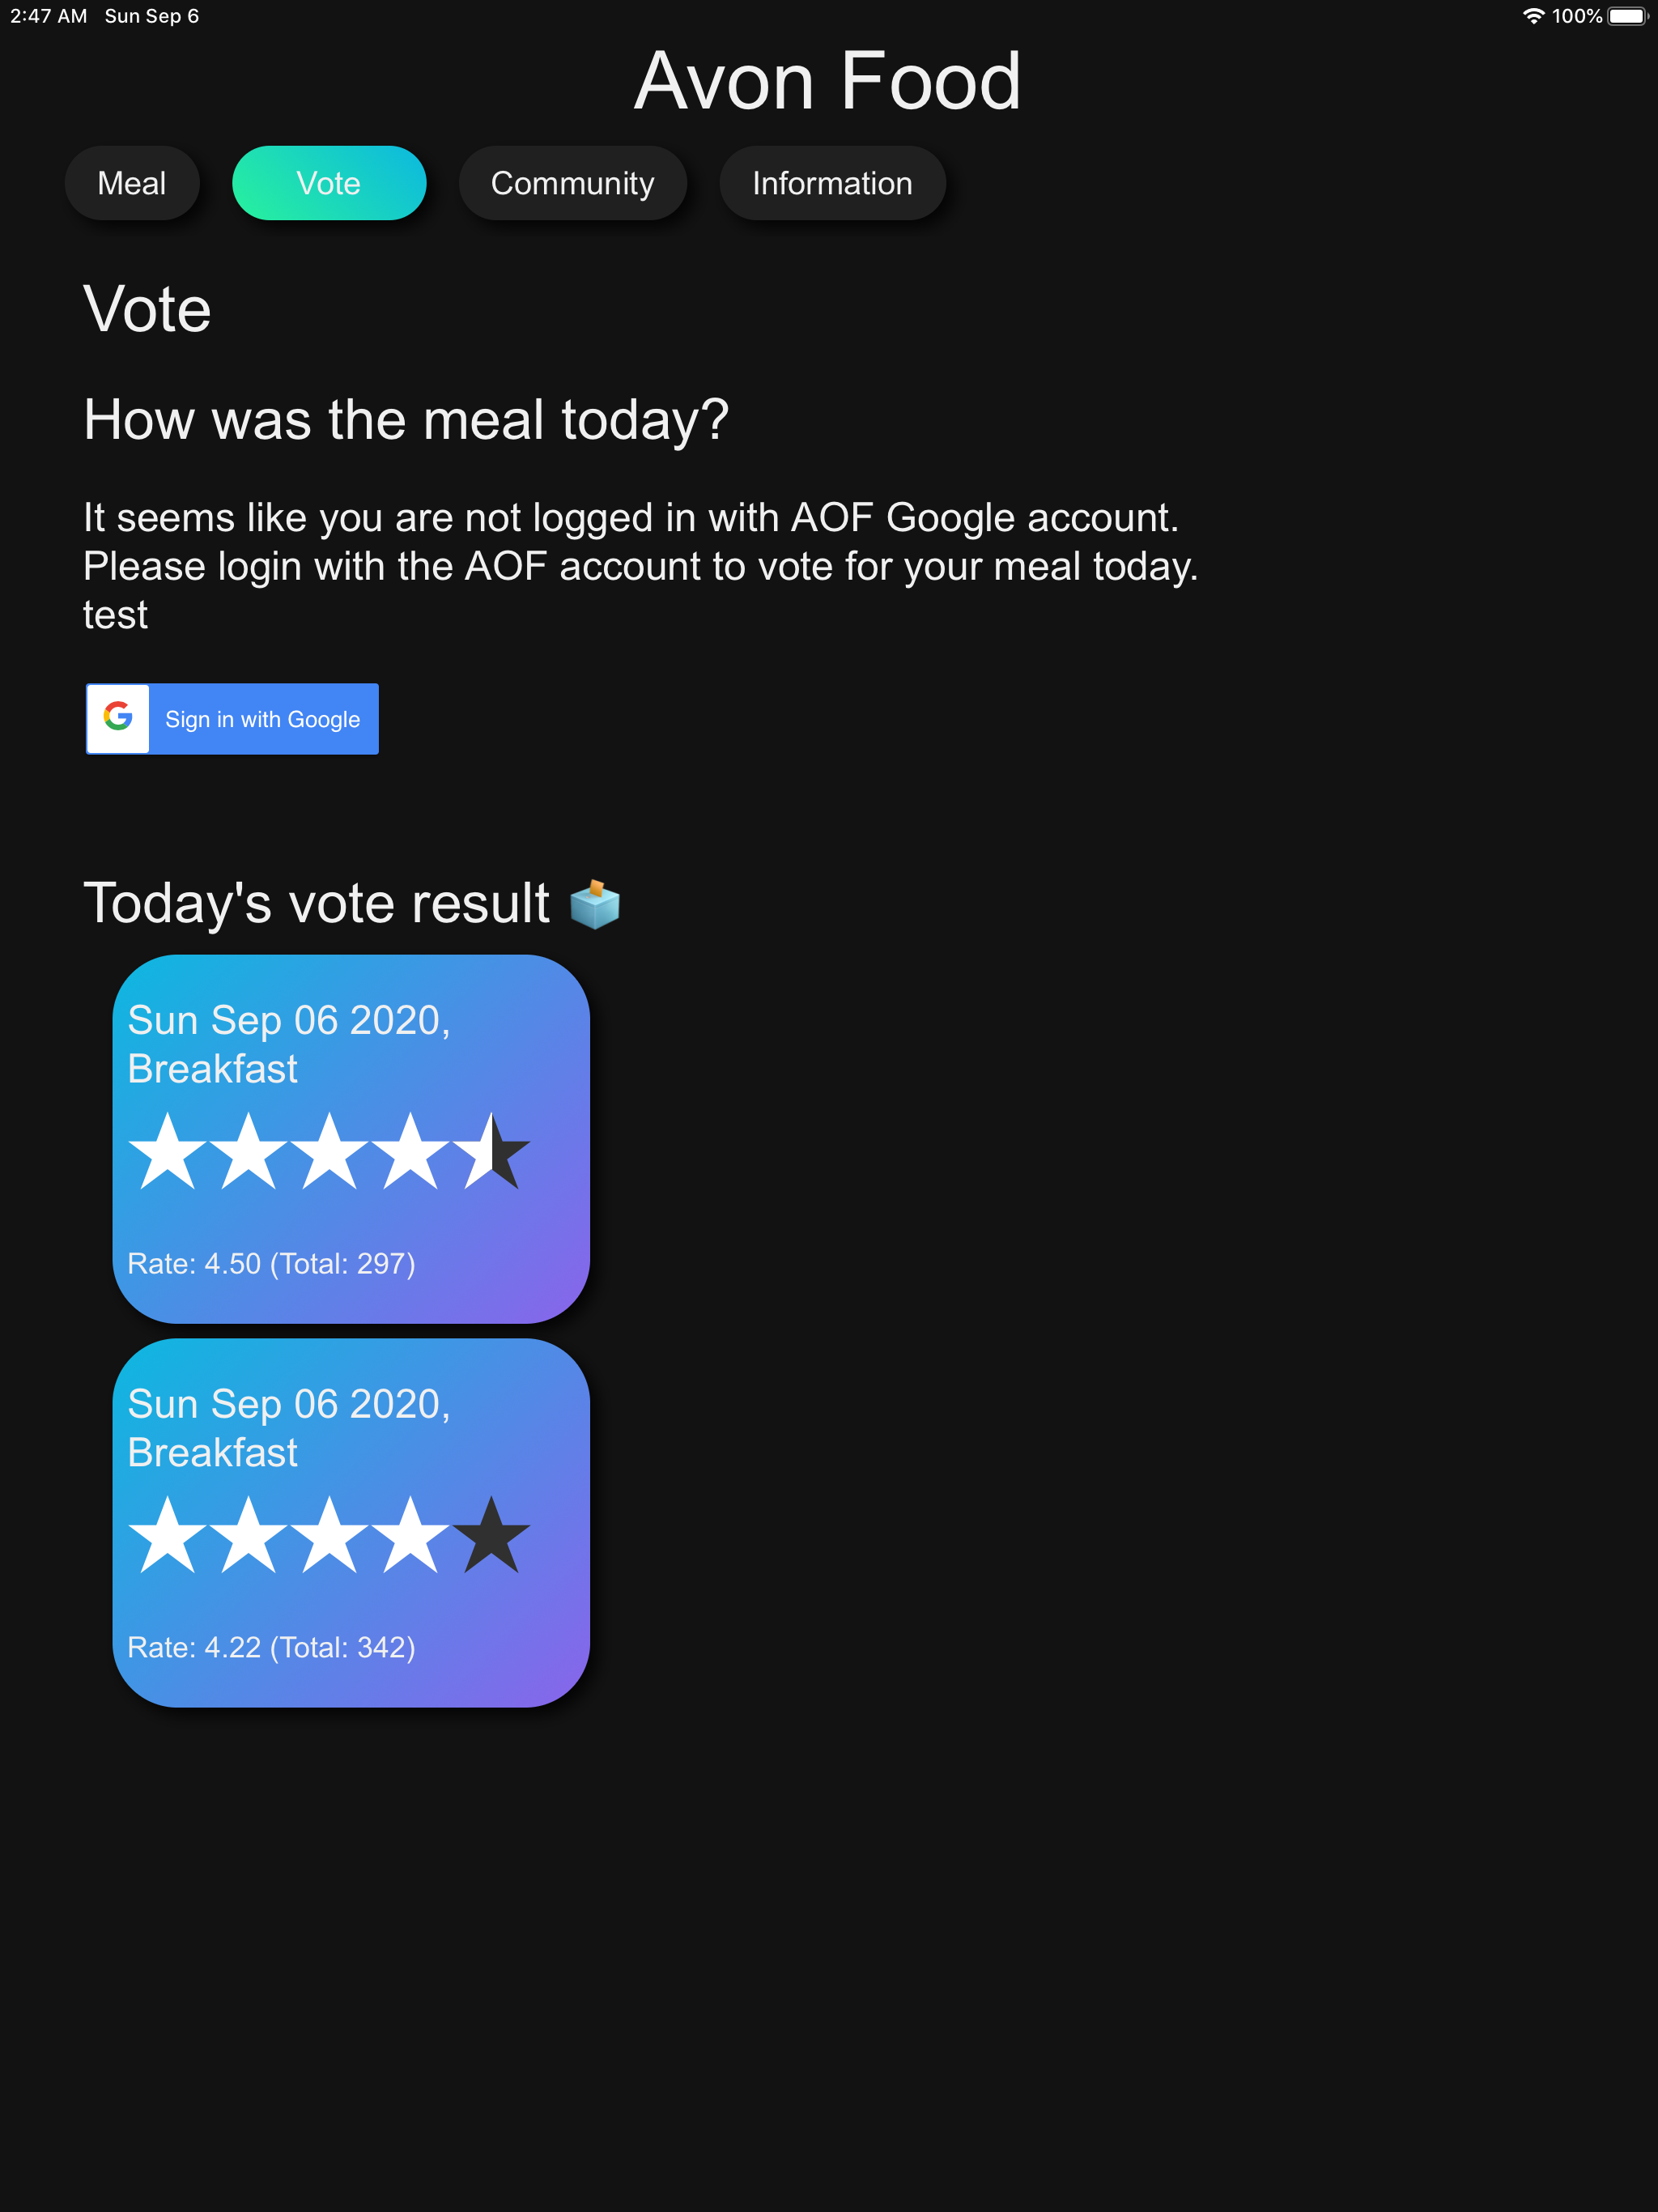 2:47 AM Sun Sep 6 100%
Avon Food
Meal Vote Community Information
Vote
How was the meal today?
It seems like you are not logged in with AOF Google account.
Please login with the AOF account to vote for your meal today.
test
Sign in with Google
Today's vote result
Sun Sep 06 2020,
Breakfast
Rate: 4.50 (Total: 297)
Sun Sep 06 2020,
Breakfast
Rate: 4.22 (Total: 342)